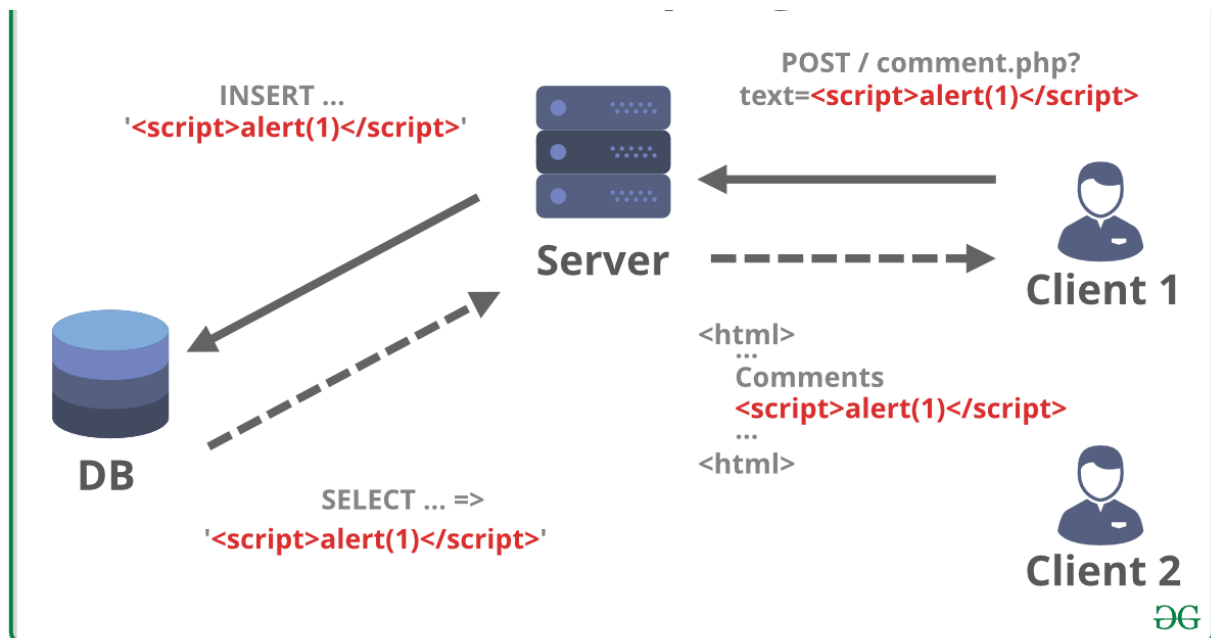 POST / comment.php?
text=<script>alert(1)</script>
INSERT ...
'<script>alert(1)</script>'
Server
Client 1
<html>
...
Comments
<script>alert(1)</script>
...
<html>
DB
SELECT ... =>
'<script>alert(1)</script>'
Client 2